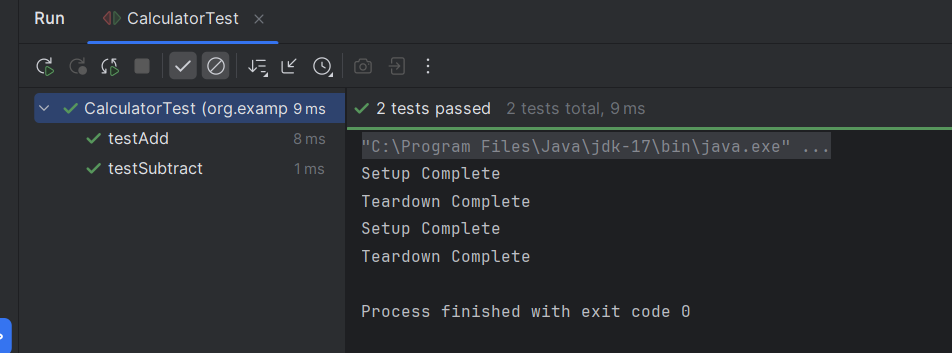 Run CalculatorTest
CalculatorTest (org.examp 9 ms
testAdd 8 ms
testSubtract 1 ms
2 tests passed 2 tests total, 9 ms
"C:\Program Files\Java\jdk-17\bin\java.exe" ...
Setup Complete
Teardown Complete
Setup Complete
Teardown Complete
Process finished with exit code 0